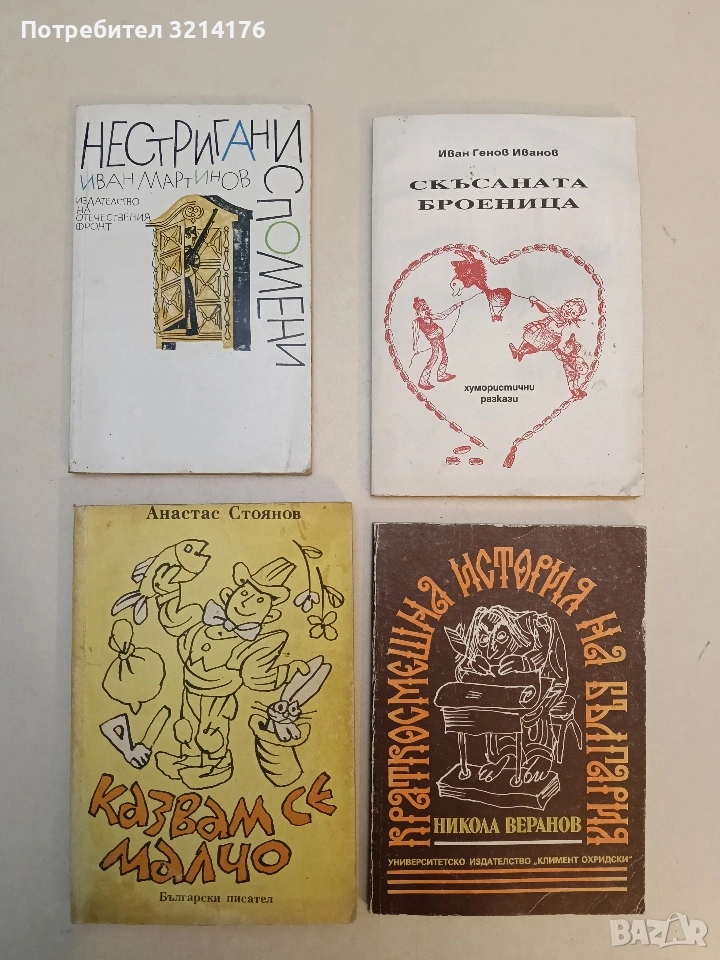 Потребител 3214176
НЕСТРИГАНИ
СПОМЕНИ
ИВАН МАРТИНОВ
ИЗДАТЕЛСТВО
НА
ОТЕЧЕСТВЕНИЯ
ФРОНТ
Иван Генов Иванов
СКЪСАНАТА
БРОЕНИЦА
хумористични
разкази
Анастас Стоянов
КАЗВАМ СЕ
МАЛЧО
Български писател
КРАТКОСМЕШНА ИСТОРИЯ НА БЪЛГАРИЯ
НИКОЛА ВЕРАНОВ
УНИВЕРСИТЕТСКО ИЗДАТЕЛСТВО „КЛИМЕНТ ОХРИДСКИ"
BAZAR